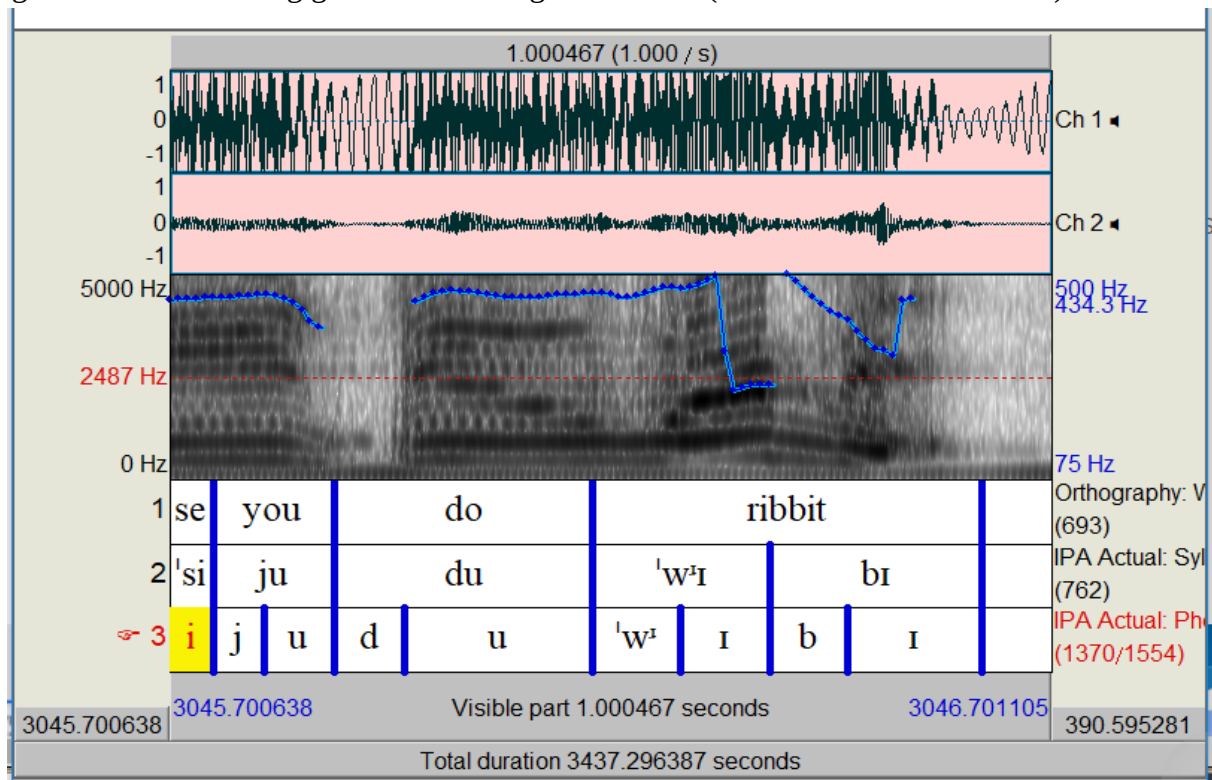 1.000467 (1.000 / s)
1
0
-1
Ch 1
1
0
-1
Ch 2
5000 Hz
500 Hz
434.3 Hz
2487 Hz
0 Hz
75 Hz
1 se you do ribbit Orthography: W
(693)
2 ˈsi ju du ˈwᶦɪ bɪ IPA Actual: Syl
(762)
☞ 3 i j u d u ˈwᶦ ɪ b ɪ IPA Actual: Pho
(1370/1554)
3045.700638 3045.700638 Visible part 1.000467 seconds 3046.701105 390.595281
Total duration 3437.296387 seconds